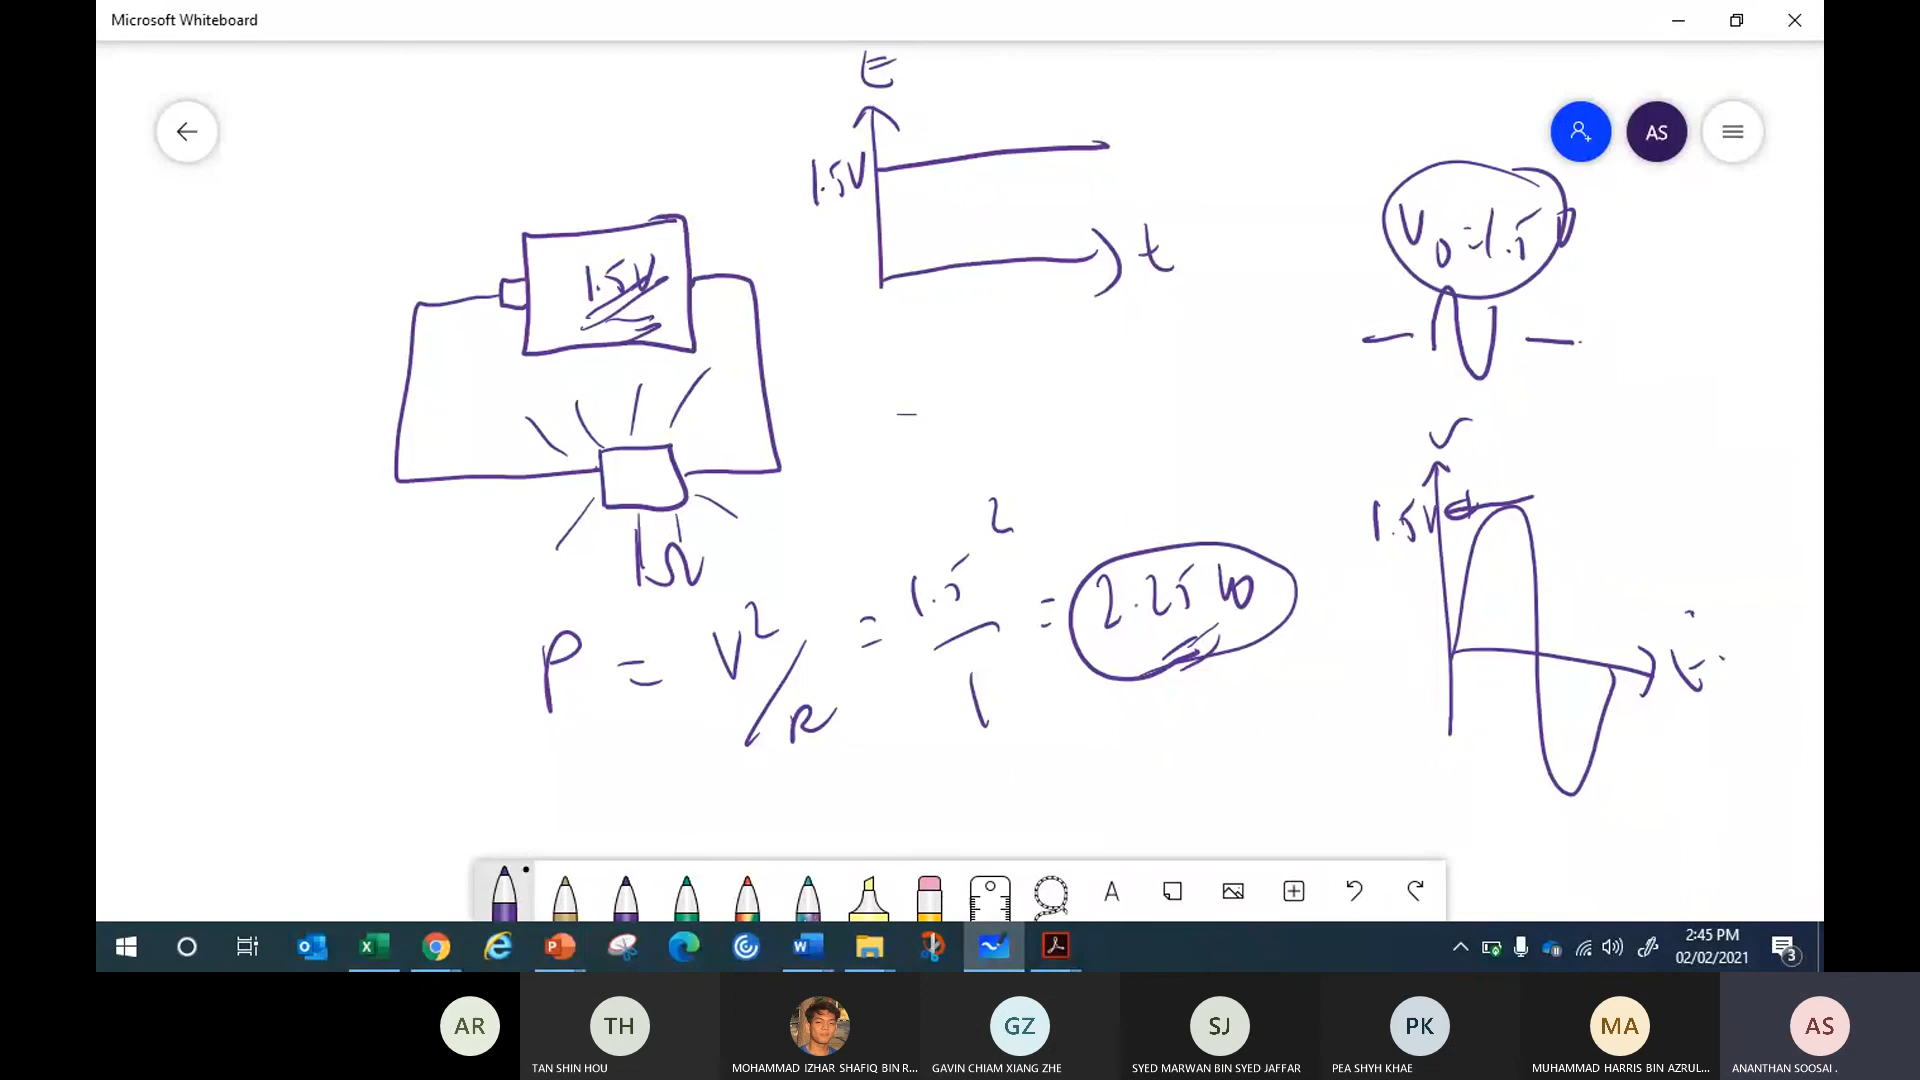 Microsoft Whiteboard
E
1.5V
t
AS
V0=1.5V
1.5V
1Ω
V
1.5V
t
P = V2/R = 1.52/1 = 2.25 W
A
2:45 PM
02/02/2021
3
AR
TH
GZ
SJ
PK
MA
AS
TAN SHIN HOU
MOHAMMAD IZHAR SHAFIQ BIN R...
GAVIN CHIAM XIANG ZHE
SYED MARWAN BIN SYED JAFFAR
PEA SHYH KHAE
MUHAMMAD HARRIS BIN AZRUL...
ANANTHAN SOOSAI .